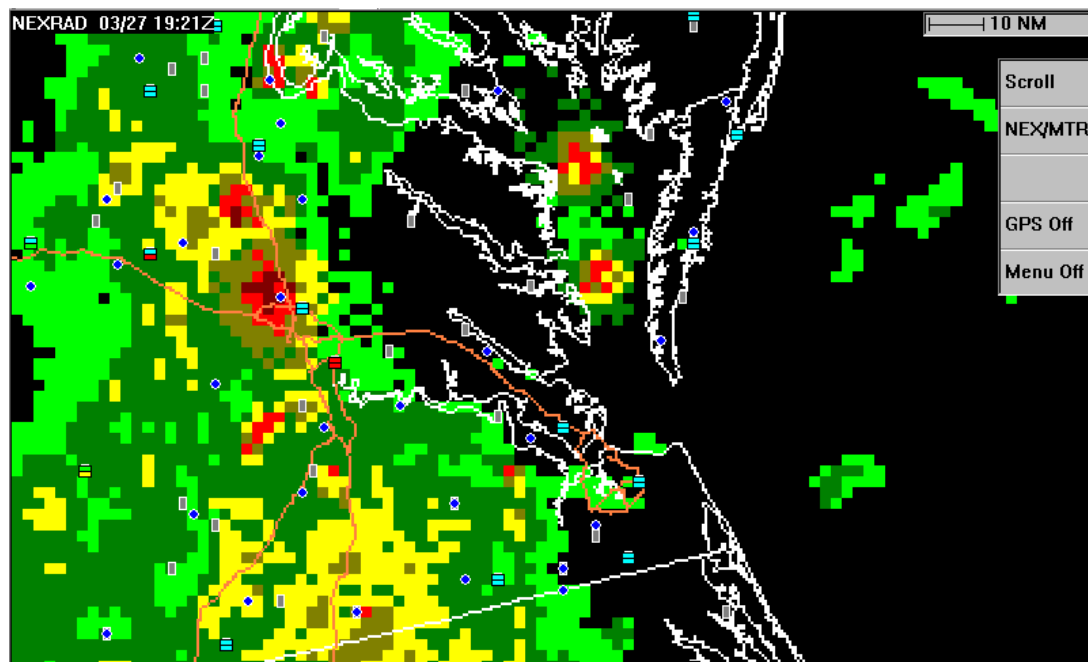 NEXRAD 03/27 19:21Z
10 NM
Scroll
NEX/MTR
GPS Off
Menu Off